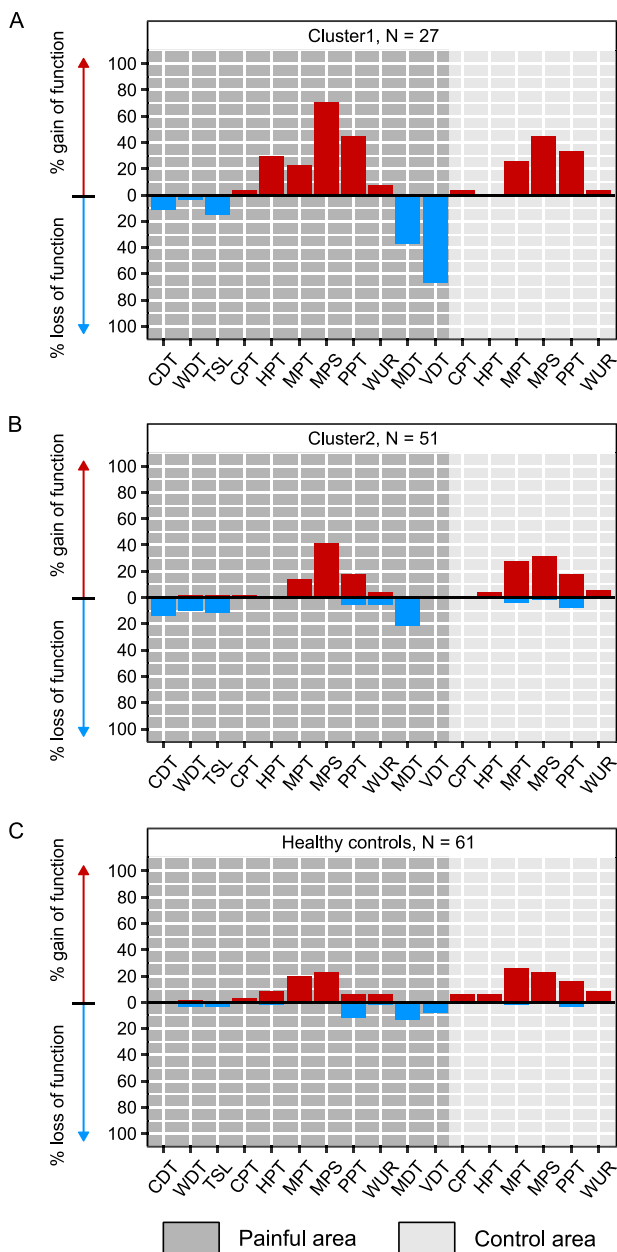 A
Cluster1, N = 27
% gain of function
% loss of function
100
80
60
40
20
0
20
40
60
80
100
CDT WDT TSL CPT HPT MPT MPS PPT WUR MDT VDT CPT HPT MPT MPS PPT WUR
B
Cluster2, N = 51
% gain of function
% loss of function
100
80
60
40
20
0
20
40
60
80
100
CDT WDT TSL CPT HPT MPT MPS PPT WUR MDT VDT CPT HPT MPT MPS PPT WUR
C
Healthy controls, N = 61
% gain of function
% loss of function
100
80
60
40
20
0
20
40
60
80
100
CDT WDT TSL CPT HPT MPT MPS PPT WUR MDT VDT CPT HPT MPT MPS PPT WUR
Painful area
Control area